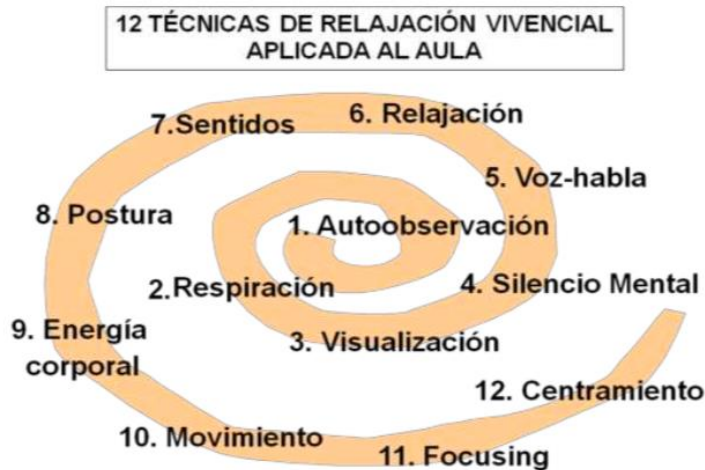 12 TÉCNICAS DE RELAJACIÓN VIVENCIAL
APLICADA AL AULA
1. Autoobservación
2.Respiración
3. Visualización
4. Silencio Mental
5. Voz-habla
6. Relajación
7.Sentidos
8. Postura
9. Energía
corporal
10. Movimiento
11. Focusing
12. Centramiento